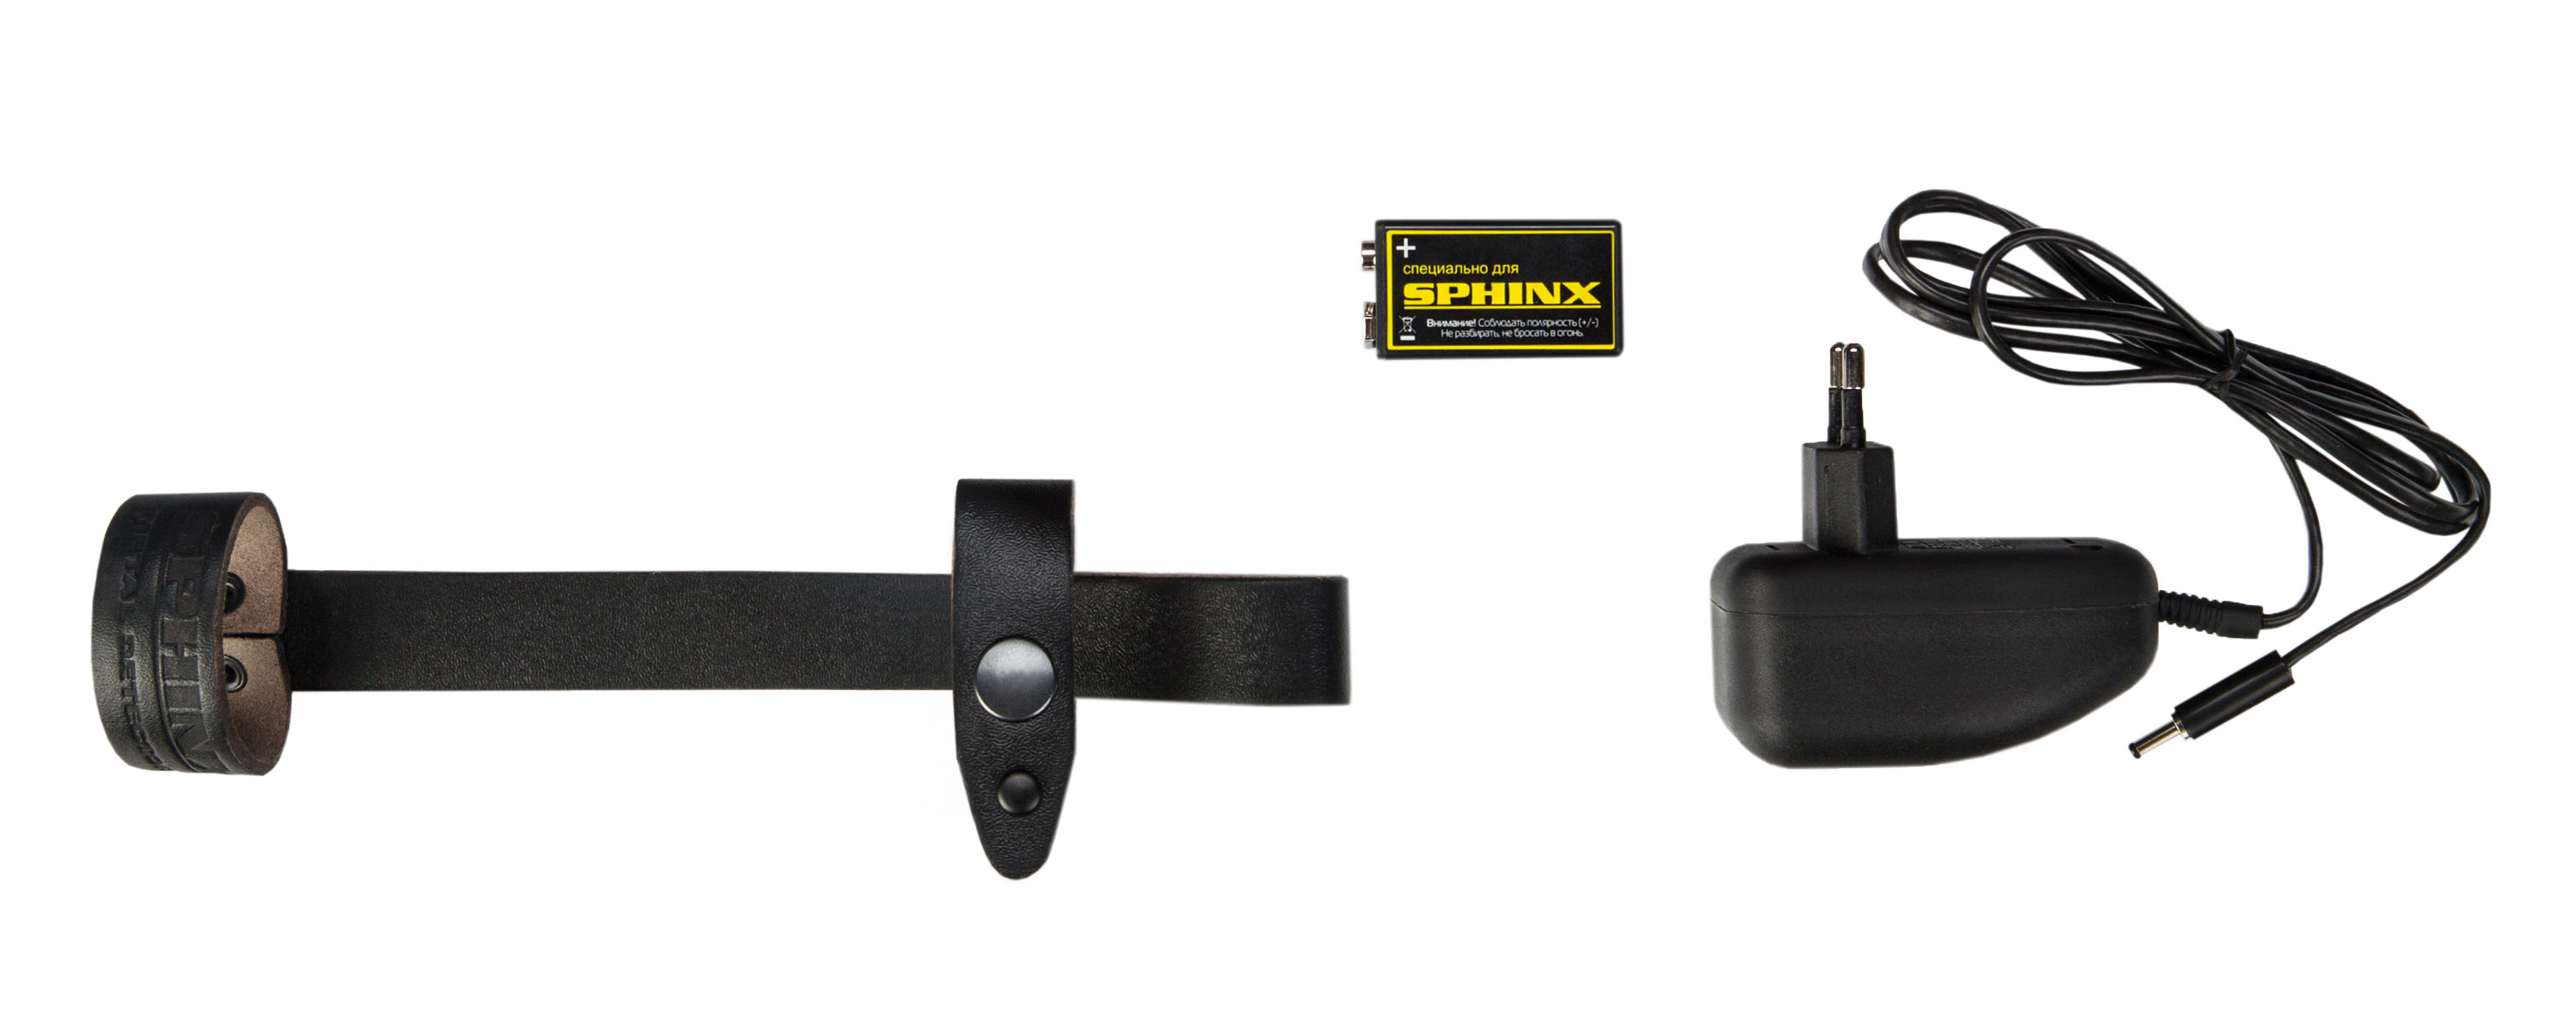 SPHINX
METAL DETECTOR
+
специально для
SPHINX
Внимание! Соблюдать полярность (+/-)
Не разбирать, не бросать в огонь.
–